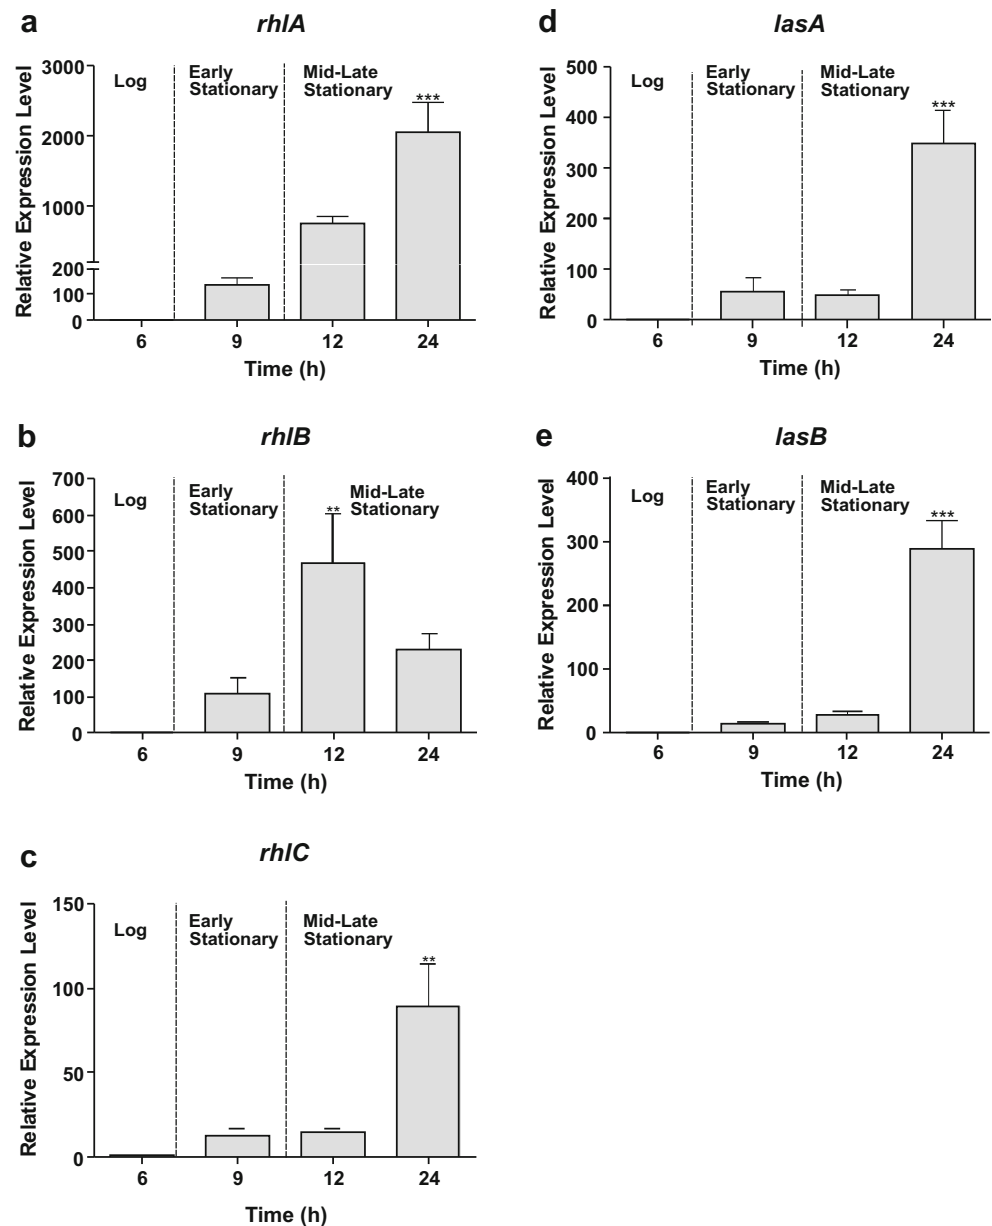 a
rhlA
Relative Expression Level
3000
2000
1000
200
100
0
Log
Early
Stationary
Mid-Late
Stationary
***
6
9
12
24
Time (h)
b
rhlB
Relative Expression Level
700
600
500
400
300
200
100
0
Log
Early
Stationary
Mid-Late
Stationary
**
6
9
12
24
Time (h)
c
rhlC
Relative Expression Level
150
100
50
0
Log
Early
Stationary
Mid-Late
Stationary
**
6
9
12
24
Time (h)
d
lasA
Relative Expression Level
500
400
300
200
100
0
Log
Early
Stationary
Mid-Late
Stationary
***
6
9
12
24
Time (h)
e
lasB
Relative Expression Level
400
300
200
100
0
Log
Early
Stationary
Mid-Late
Stationary
***
6
9
12
24
Time (h)